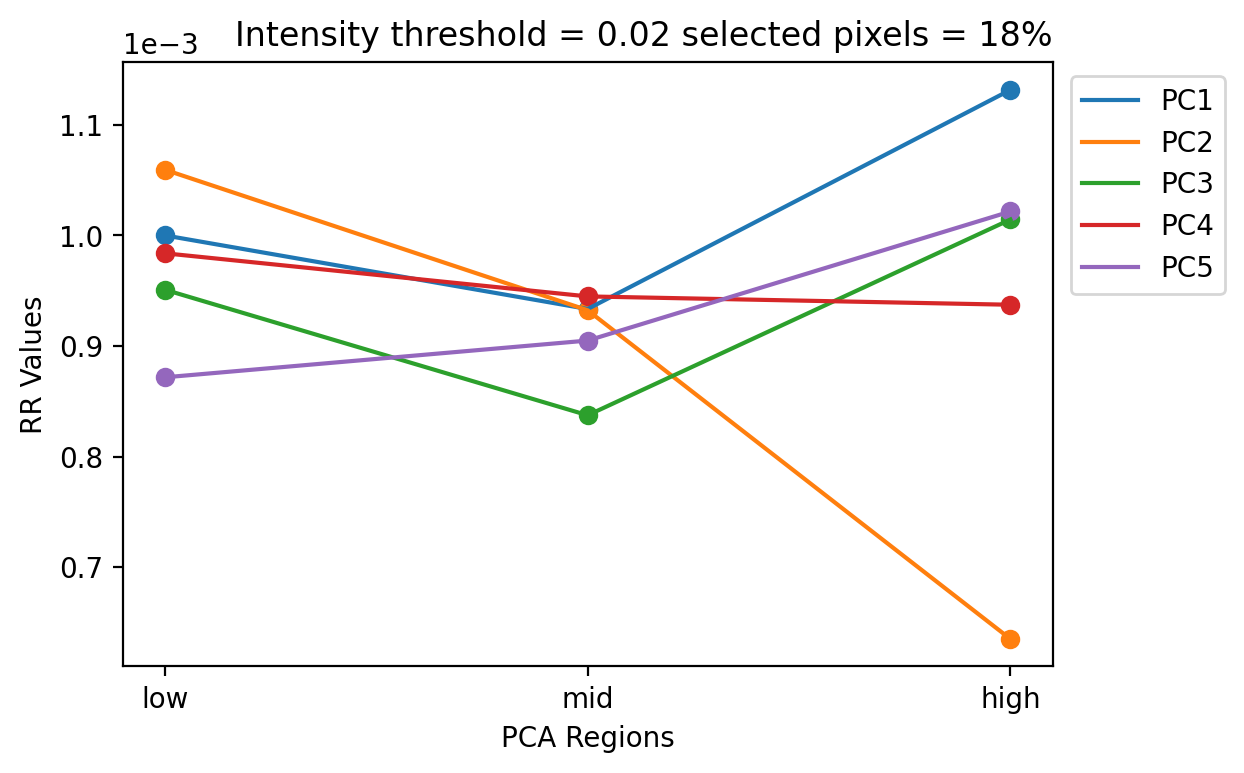 Intensity threshold = 0.02 selected pixels = 18%
1e−3
1.1
1.0
0.9
0.8
0.7
RR Values
low mid high
PCA Regions
PC1
PC2
PC3
PC4
PC5